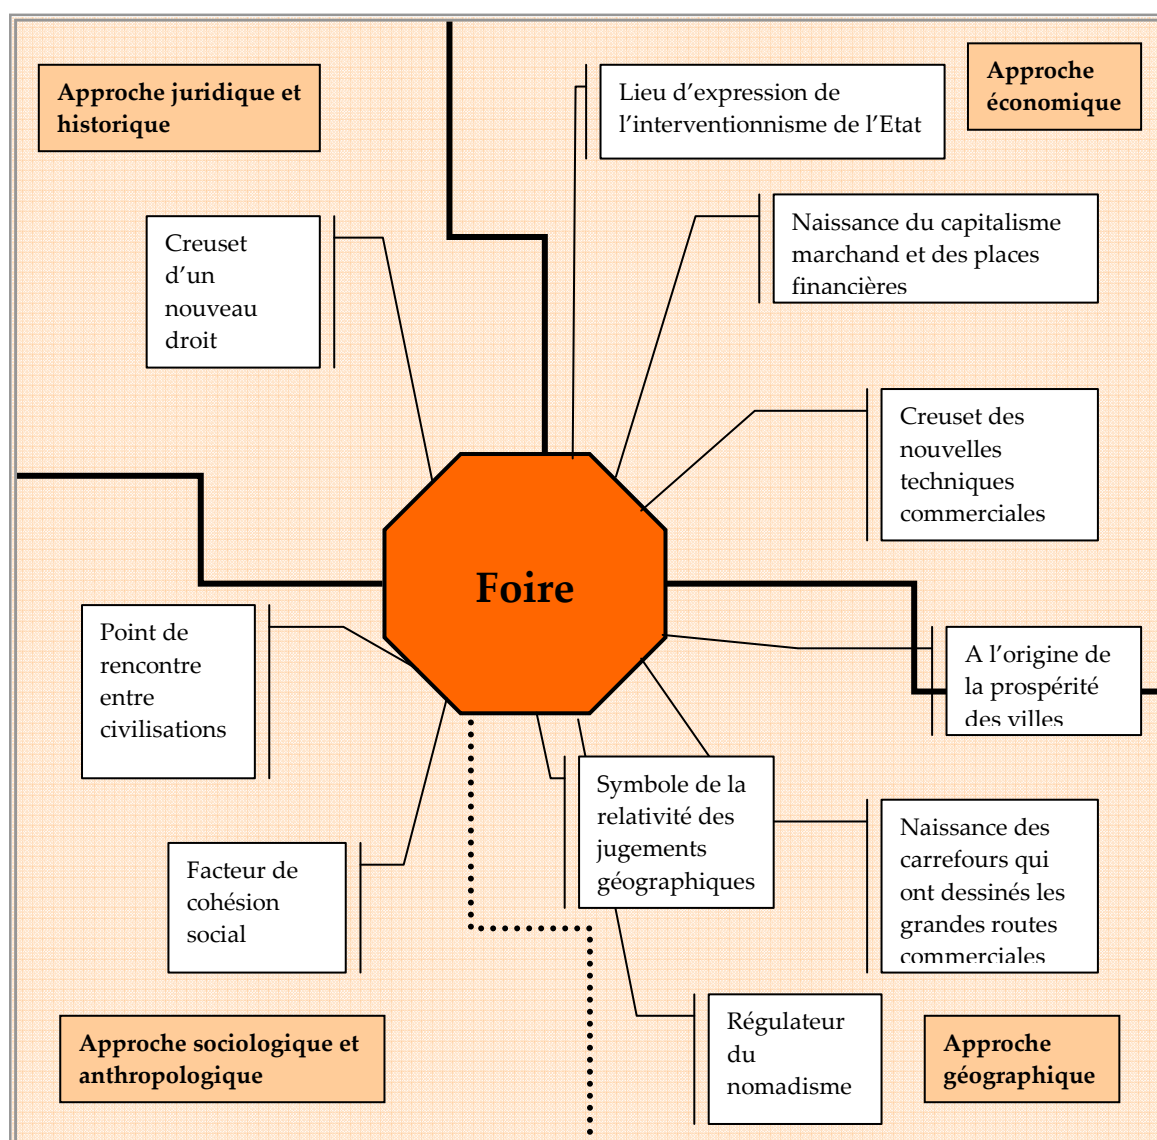 Approche juridique et
historique
Lieu d’expression de
l’interventionnisme de l’Etat
Approche
économique
Creuset
d’un
nouveau
droit
Naissance du capitalisme
marchand et des places
financières
Creuset des
nouvelles
techniques
commerciales
Foire
Point de
rencontre
entre
civilisations
A l’origine de
la prospérité
des villes
Symbole de la
relativité des
jugements
géographiques
Naissance des
carrefours qui
ont dessinés les
grandes routes
commerciales
Facteur de
cohésion
social
Régulateur
du
nomadisme
Approche sociologique et
anthropologique
Approche
géographique